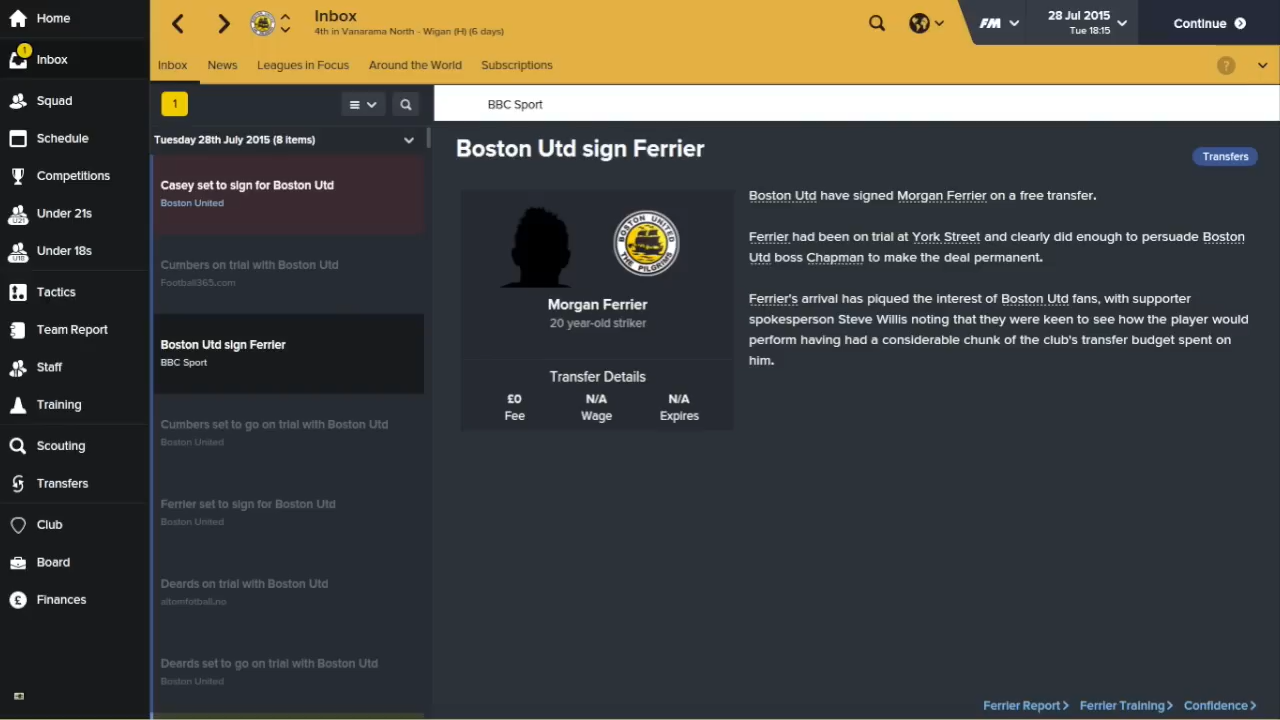 Home
Inbox
Squad
Schedule
Competitions
Under 21s
Under 18s
Tactics
Team Report
Staff
Training
Scouting
Transfers
Club
Board
Finances
1
U21
U18
Inbox
4th in Vanarama North - Wigan (H) (6 days)
FM
28 Jul 2015
Tue 18:15
Continue
Inbox News Leagues in Focus Around the World Subscriptions
?
1
Tuesday 28th July 2015 (8 items)
Casey set to sign for Boston Utd
Boston United
Cumbers on trial with Boston Utd
Football365.com
Boston Utd sign Ferrier
BBC Sport
Cumbers set to go on trial with Boston Utd
Boston United
Ferrier set to sign for Boston Utd
Boston United
Deards on trial with Boston Utd
altomfotball.no
Deards set to go on trial with Boston Utd
Boston United
BBC Sport
Boston Utd sign Ferrier
Transfers
BOSTON UNITED
THE PILGRIMS
Morgan Ferrier
20 year-old striker
Transfer Details
£0 N/A N/A
Fee Wage Expires
Boston Utd have signed Morgan Ferrier on a free transfer.
Ferrier had been on trial at York Street and clearly did enough to persuade Boston
Utd boss Chapman to make the deal permanent.
Ferrier's arrival has piqued the interest of Boston Utd fans, with supporter
spokesperson Steve Willis noting that they were keen to see how the player would
perform having had a considerable chunk of the club's transfer budget spent on
him.
Ferrier Report Ferrier Training Confidence